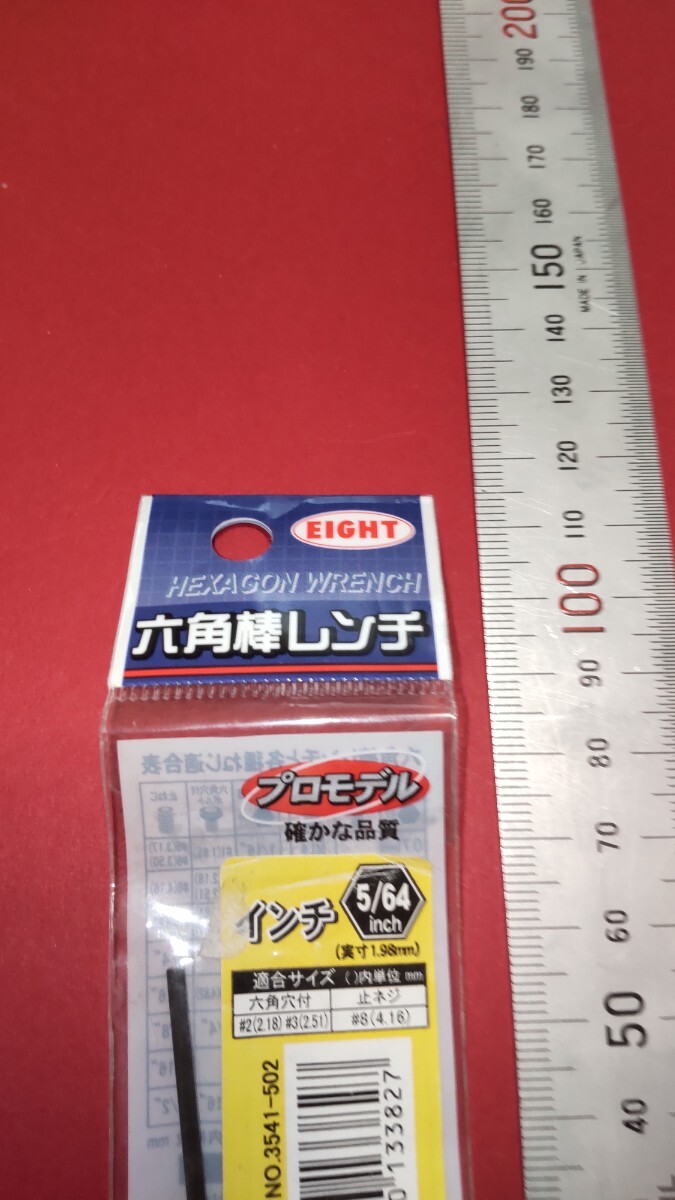 EIGHT
HEXAGON WRENCH
六角棒レンチ
プロモデル
確かな品質
インチ
5/64
inch
(実寸1.98mm)
適合サイズ ( )内単位 mm
六角穴付 止ネジ
#2(2.18) #3(2.51) #8(4.16)
NO.3541-502
0133827
200
190
180
170
160
150
MADE IN JAPAN
140
130
120
110
100
90
80
70
60
50
40